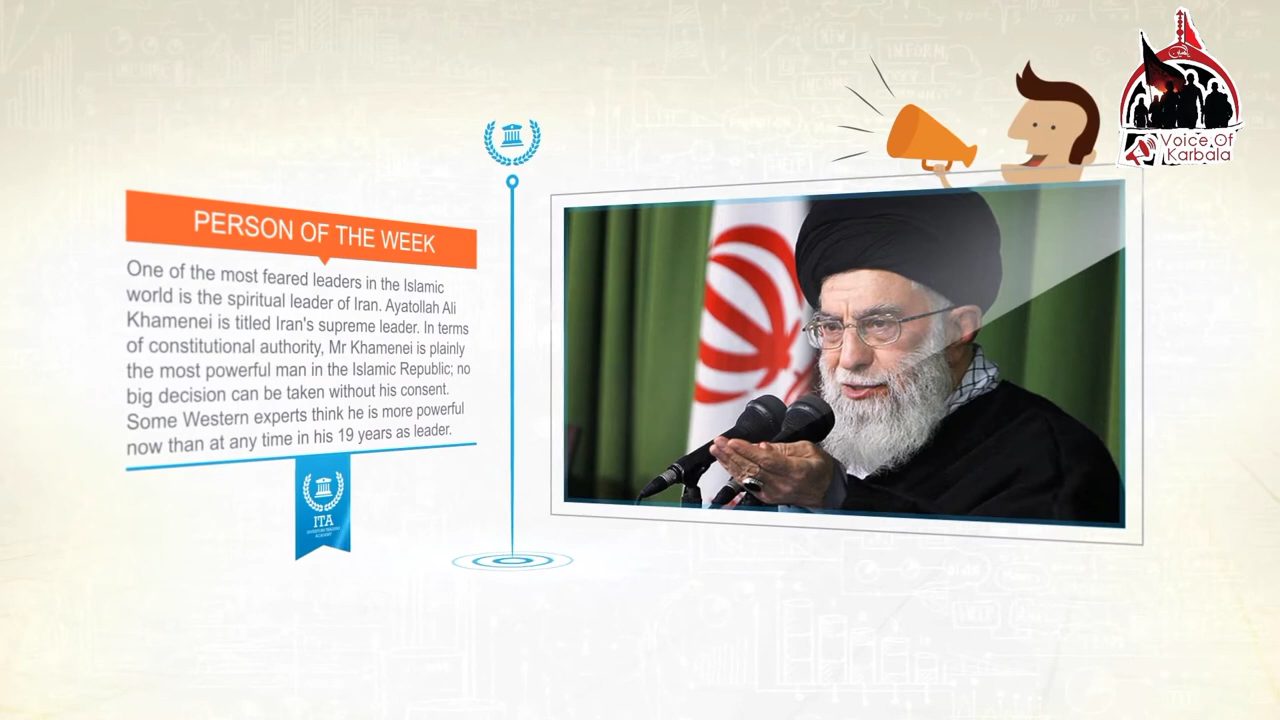 PERSON OF THE WEEK
One of the most feared leaders in the Islamic
world is the spiritual leader of Iran. Ayatollah Ali
Khamenei is titled Iran's supreme leader. In terms
of constitutional authority, Mr Khamenei is plainly
the most powerful man in the Islamic Republic; no
big decision can be taken without his consent.
Some Western experts think he is more powerful
now than at any time in his 19 years as leader.
ITA
Voice Of
Karbala
INFORM